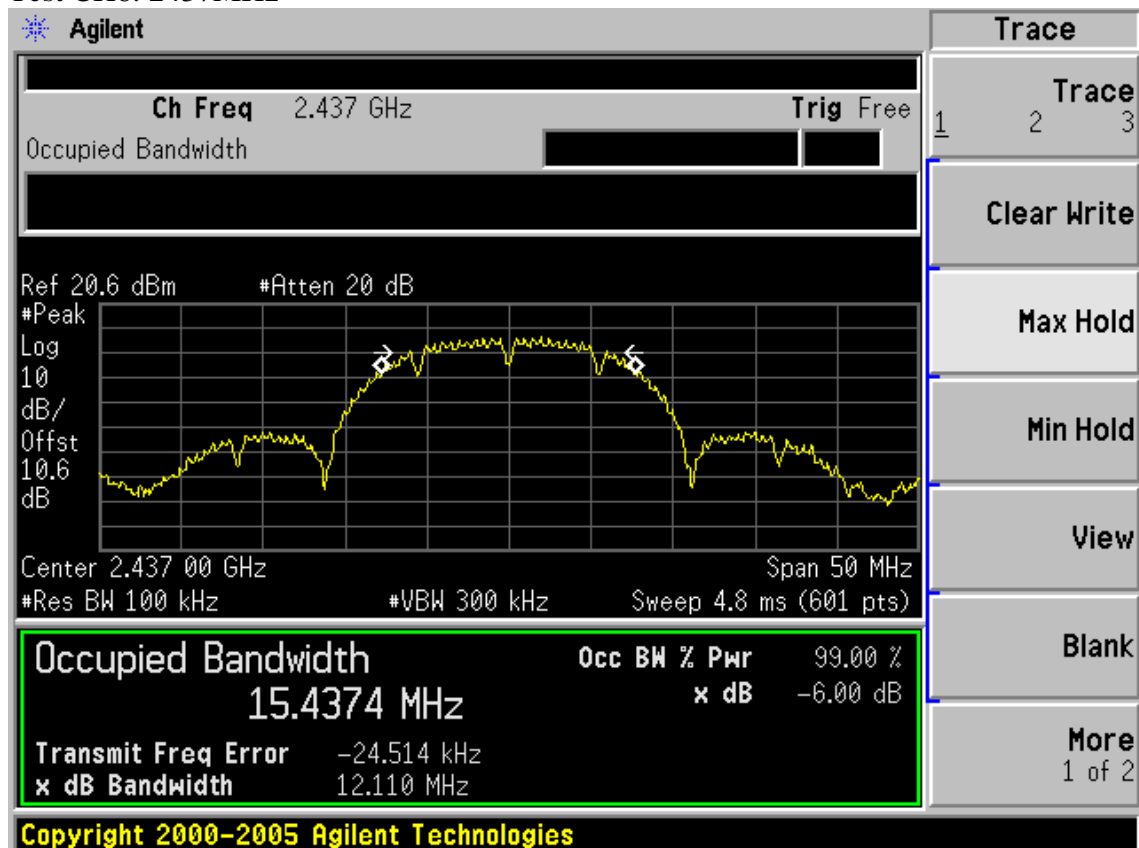 Agilent
Trace
Ch Freq 2.437 GHz Trig Free
Occupied Bandwidth
Trace
1 2 3
Clear Write
Max Hold
Min Hold
View
Blank
More
1 of 2
Ref 20.6 dBm #Atten 20 dB
#Peak
Log
10
dB/
Offst
10.6
dB
Center 2.437 00 GHz Span 50 MHz
#Res BW 100 kHz #VBW 300 kHz Sweep 4.8 ms (601 pts)
Occupied Bandwidth Occ BW % Pwr 99.00 %
15.4374 MHz x dB -6.00 dB
Transmit Freq Error -24.514 kHz
x dB Bandwidth 12.110 MHz
Copyright 2000-2005 Agilent Technologies